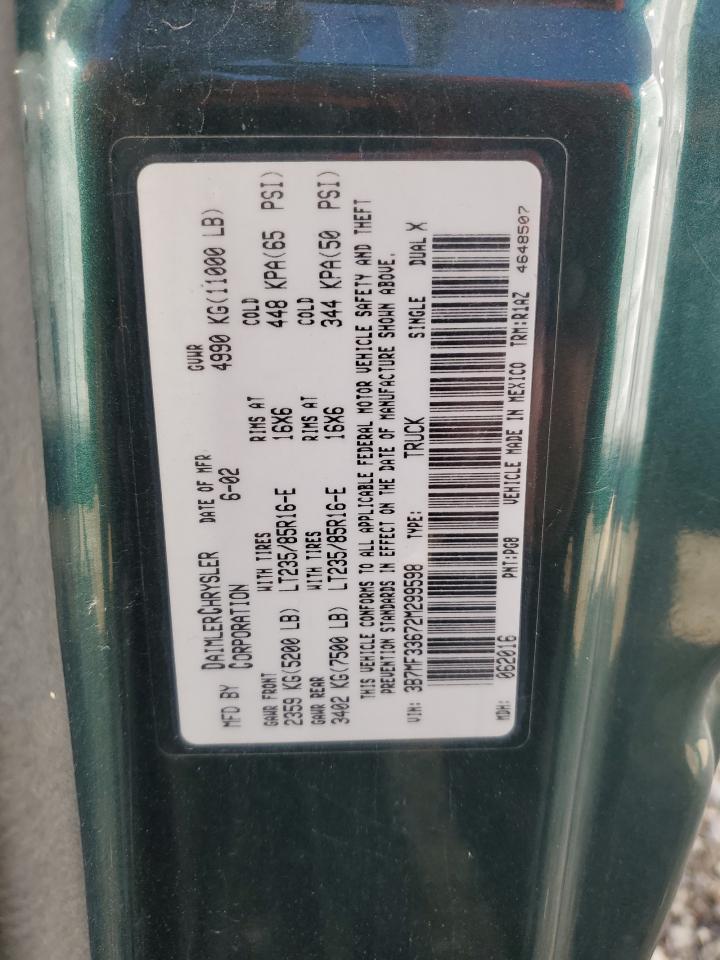 MFD BY DAIMLERCHRYSLER CORPORATION DATE OF MFR 6-02 GVWR 4990 KG(11000 LB)
GAWR FRONT WITH TIRES RIMS AT COLD
2359 KG(5200 LB) LT235/85R16-E 16X6 448 KPA(65 PSI)
GAWR REAR WITH TIRES RIMS AT COLD
3402 KG(7500 LB) LT235/85R16-E 16X6 344 KPA(50 PSI)
THIS VEHICLE CONFORMS TO ALL APPLICABLE FEDERAL MOTOR VEHICLE SAFETY AND THEFT
PREVENTION STANDARDS IN EFFECT ON THE DATE OF MANUFACTURE SHOWN ABOVE.
VIN: 3B7MF33672M299598 TYPE: TRUCK SINGLE DUAL X
MDH: 062016 PNT:PG8 VEHICLE MADE IN MEXICO TRM:R1AZ 4648507